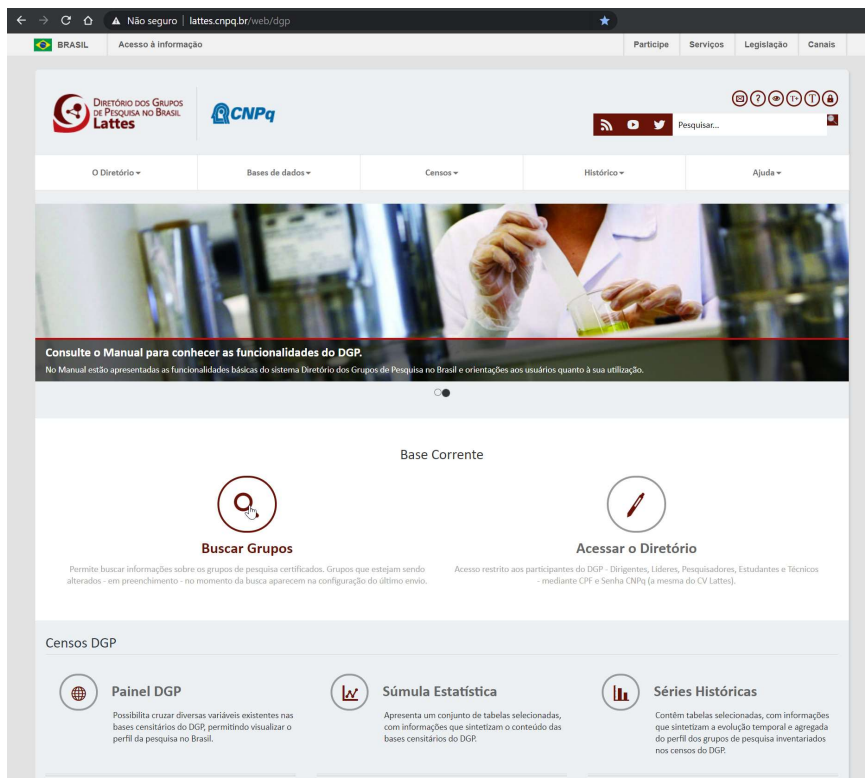 Não seguro | lattes.cnpq.br/web/dgp
BRASIL Acesso à informação Participe Serviços Legislação Canais
DIRETÓRIO DOS GRUPOS
DE PESQUISA NO BRASIL
Lattes
CNPq
Pesquisar...
O Diretório Bases de dados Censos Histórico Ajuda
Consulte o Manual para conhecer as funcionalidades do DGP.
No Manual estão apresentadas as funcionalidades básicas do sistema Diretório dos Grupos de Pesquisa no Brasil e orientações aos usuários quanto à sua utilização.
Base Corrente
Buscar Grupos
Permite buscar informações sobre os grupos de pesquisa certificados. Grupos que estejam sendo
alterados - em preenchimento - no momento da busca aparecem na configuração do último envio.
Acessar o Diretório
Acesso restrito aos participantes do DGP - Dirigentes, Líderes, Pesquisadores, Estudantes e Técnicos
- mediante CPF e Senha CNPq (a mesma do CV Lattes).
Censos DGP
Painel DGP
Possibilita cruzar diversas variáveis existentes nas
bases censitárias do DGP, permitindo visualizar o
perfil da pesquisa no Brasil.
Súmula Estatística
Apresenta um conjunto de tabelas selecionadas,
com informações que sintetizam o conteúdo das
bases censitárias do DGP.
Séries Históricas
Contêm tabelas selecionadas, com informações
que sintetizam a evolução temporal e agregada
do perfil dos grupos de pesquisa inventariados
nos censos do DGP.